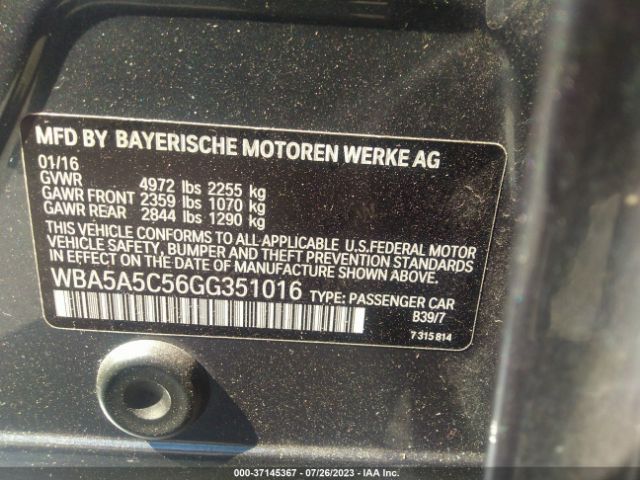 MFD BY BAYERISCHE MOTOREN WERKE AG
01/16
GVWR 4972 lbs 2255 kg
GAWR FRONT 2359 lbs 1070 kg
GAWR REAR 2844 lbs 1290 kg
THIS VEHICLE CONFORMS TO ALL APPLICABLE U.S.FEDERAL MOTOR
VEHICLE SAFETY, BUMPER AND THEFT PREVENTION STANDARDS
IN EFFECT ON THE DATE OF MANUFACTURE SHOWN ABOVE.
WBA5A5C56GG351016 TYPE: PASSENGER CAR
B39/7
7 315 814
000-37145367 / 07/26/2023 / IAA Inc.